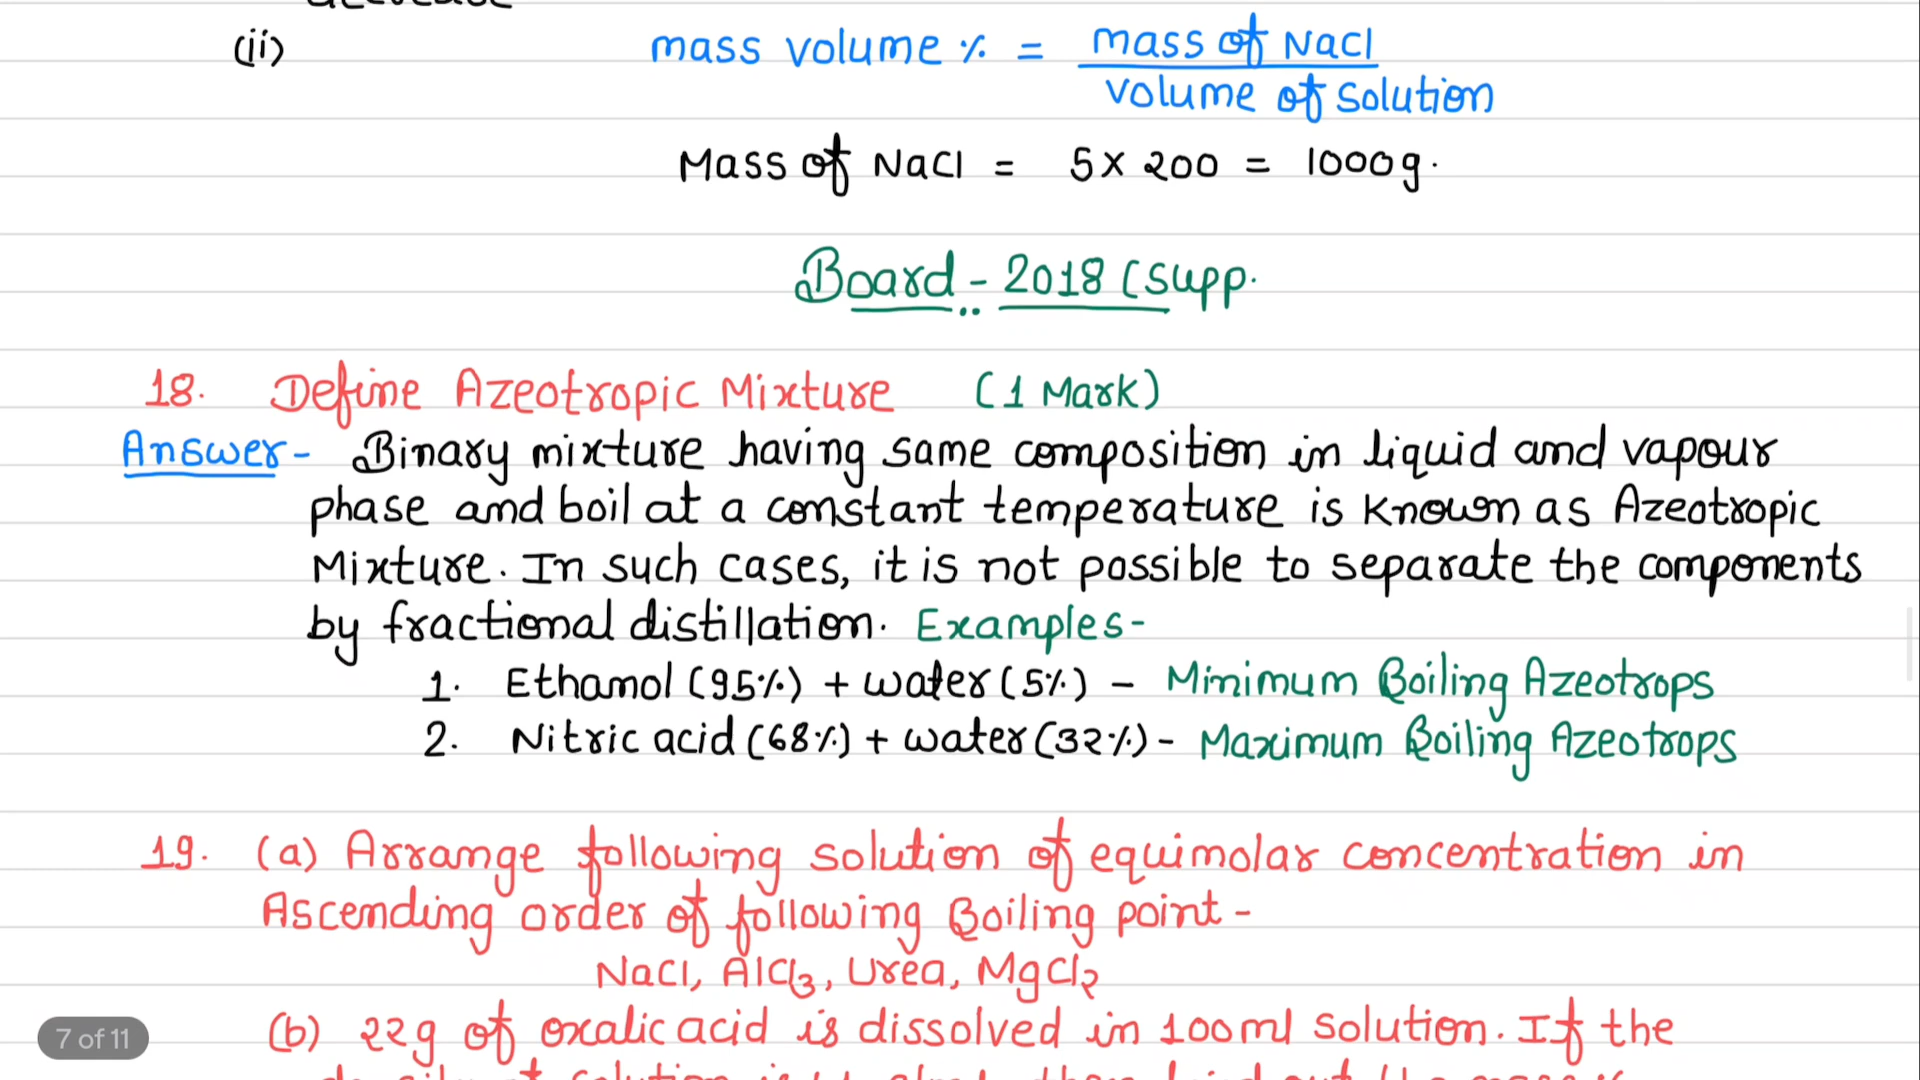 (ii) mass volume % = mass of NaCl
volume of solution
Mass of NaCl = 5 x 200 = 1000g.
Board - 2018 (Supp.
18. Define Azeotropic Mixture (1 Mark)
Answer- Binary mixture having same composition in liquid and vapour
phase and boil at a constant temperature is known as Azeotropic
Mixture. In such cases, it is not possible to separate the components
by fractional distillation. Examples-
1. Ethanol (95%) + water (5%) - Minimum Boiling Azeotrops
2. Nitric acid (68%) + water (32%) - Maximum Boiling Azeotrops
19. (a) Arrange following solution of equimolar concentration in
Ascending order of following Boiling point -
NaCl, AlCl3, Urea, MgCl2
(b) 22g of oxalic acid is dissolved in 100ml solution. If the
7 of 11